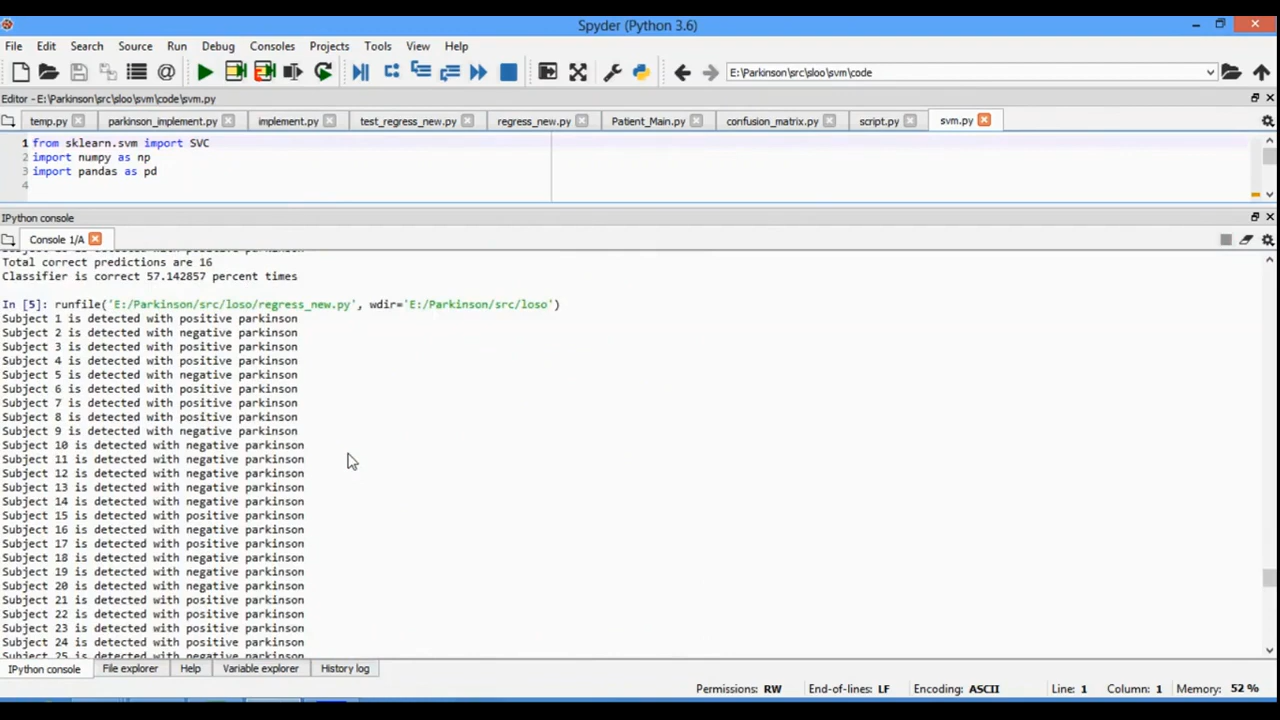 Spyder (Python 3.6)
File Edit Search Source Run Debug Consoles Projects Tools View Help
E:\Parkinson\src\sloo\svm\code
Editor - E:\Parkinson\src\sloo\svm\code\svm.py
temp.py parkinson_implement.py implement.py test_regress_new.py regress_new.py Patient_Main.py confusion_matrix.py script.py svm.py
1 from sklearn.svm import SVC
2 import numpy as np
3 import pandas as pd
4
IPython console
Console 1/A
Total correct predictions are 16
Classifier is correct 57.142857 percent times
In [5]: runfile('E:/Parkinson/src/loso/regress_new.py', wdir='E:/Parkinson/src/loso')
Subject 1 is detected with positive parkinson
Subject 2 is detected with negative parkinson
Subject 3 is detected with positive parkinson
Subject 4 is detected with positive parkinson
Subject 5 is detected with negative parkinson
Subject 6 is detected with positive parkinson
Subject 7 is detected with positive parkinson
Subject 8 is detected with positive parkinson
Subject 9 is detected with negative parkinson
Subject 10 is detected with negative parkinson
Subject 11 is detected with negative parkinson
Subject 12 is detected with negative parkinson
Subject 13 is detected with negative parkinson
Subject 14 is detected with negative parkinson
Subject 15 is detected with positive parkinson
Subject 16 is detected with negative parkinson
Subject 17 is detected with positive parkinson
Subject 18 is detected with negative parkinson
Subject 19 is detected with negative parkinson
Subject 20 is detected with negative parkinson
Subject 21 is detected with positive parkinson
Subject 22 is detected with positive parkinson
Subject 23 is detected with positive parkinson
Subject 24 is detected with positive parkinson
Subject 25 is detected with negative parkinson
IPython console File explorer Help Variable explorer History log
Permissions: RW End-of-lines: LF Encoding: ASCII Line: 1 Column: 1 Memory: 52 %